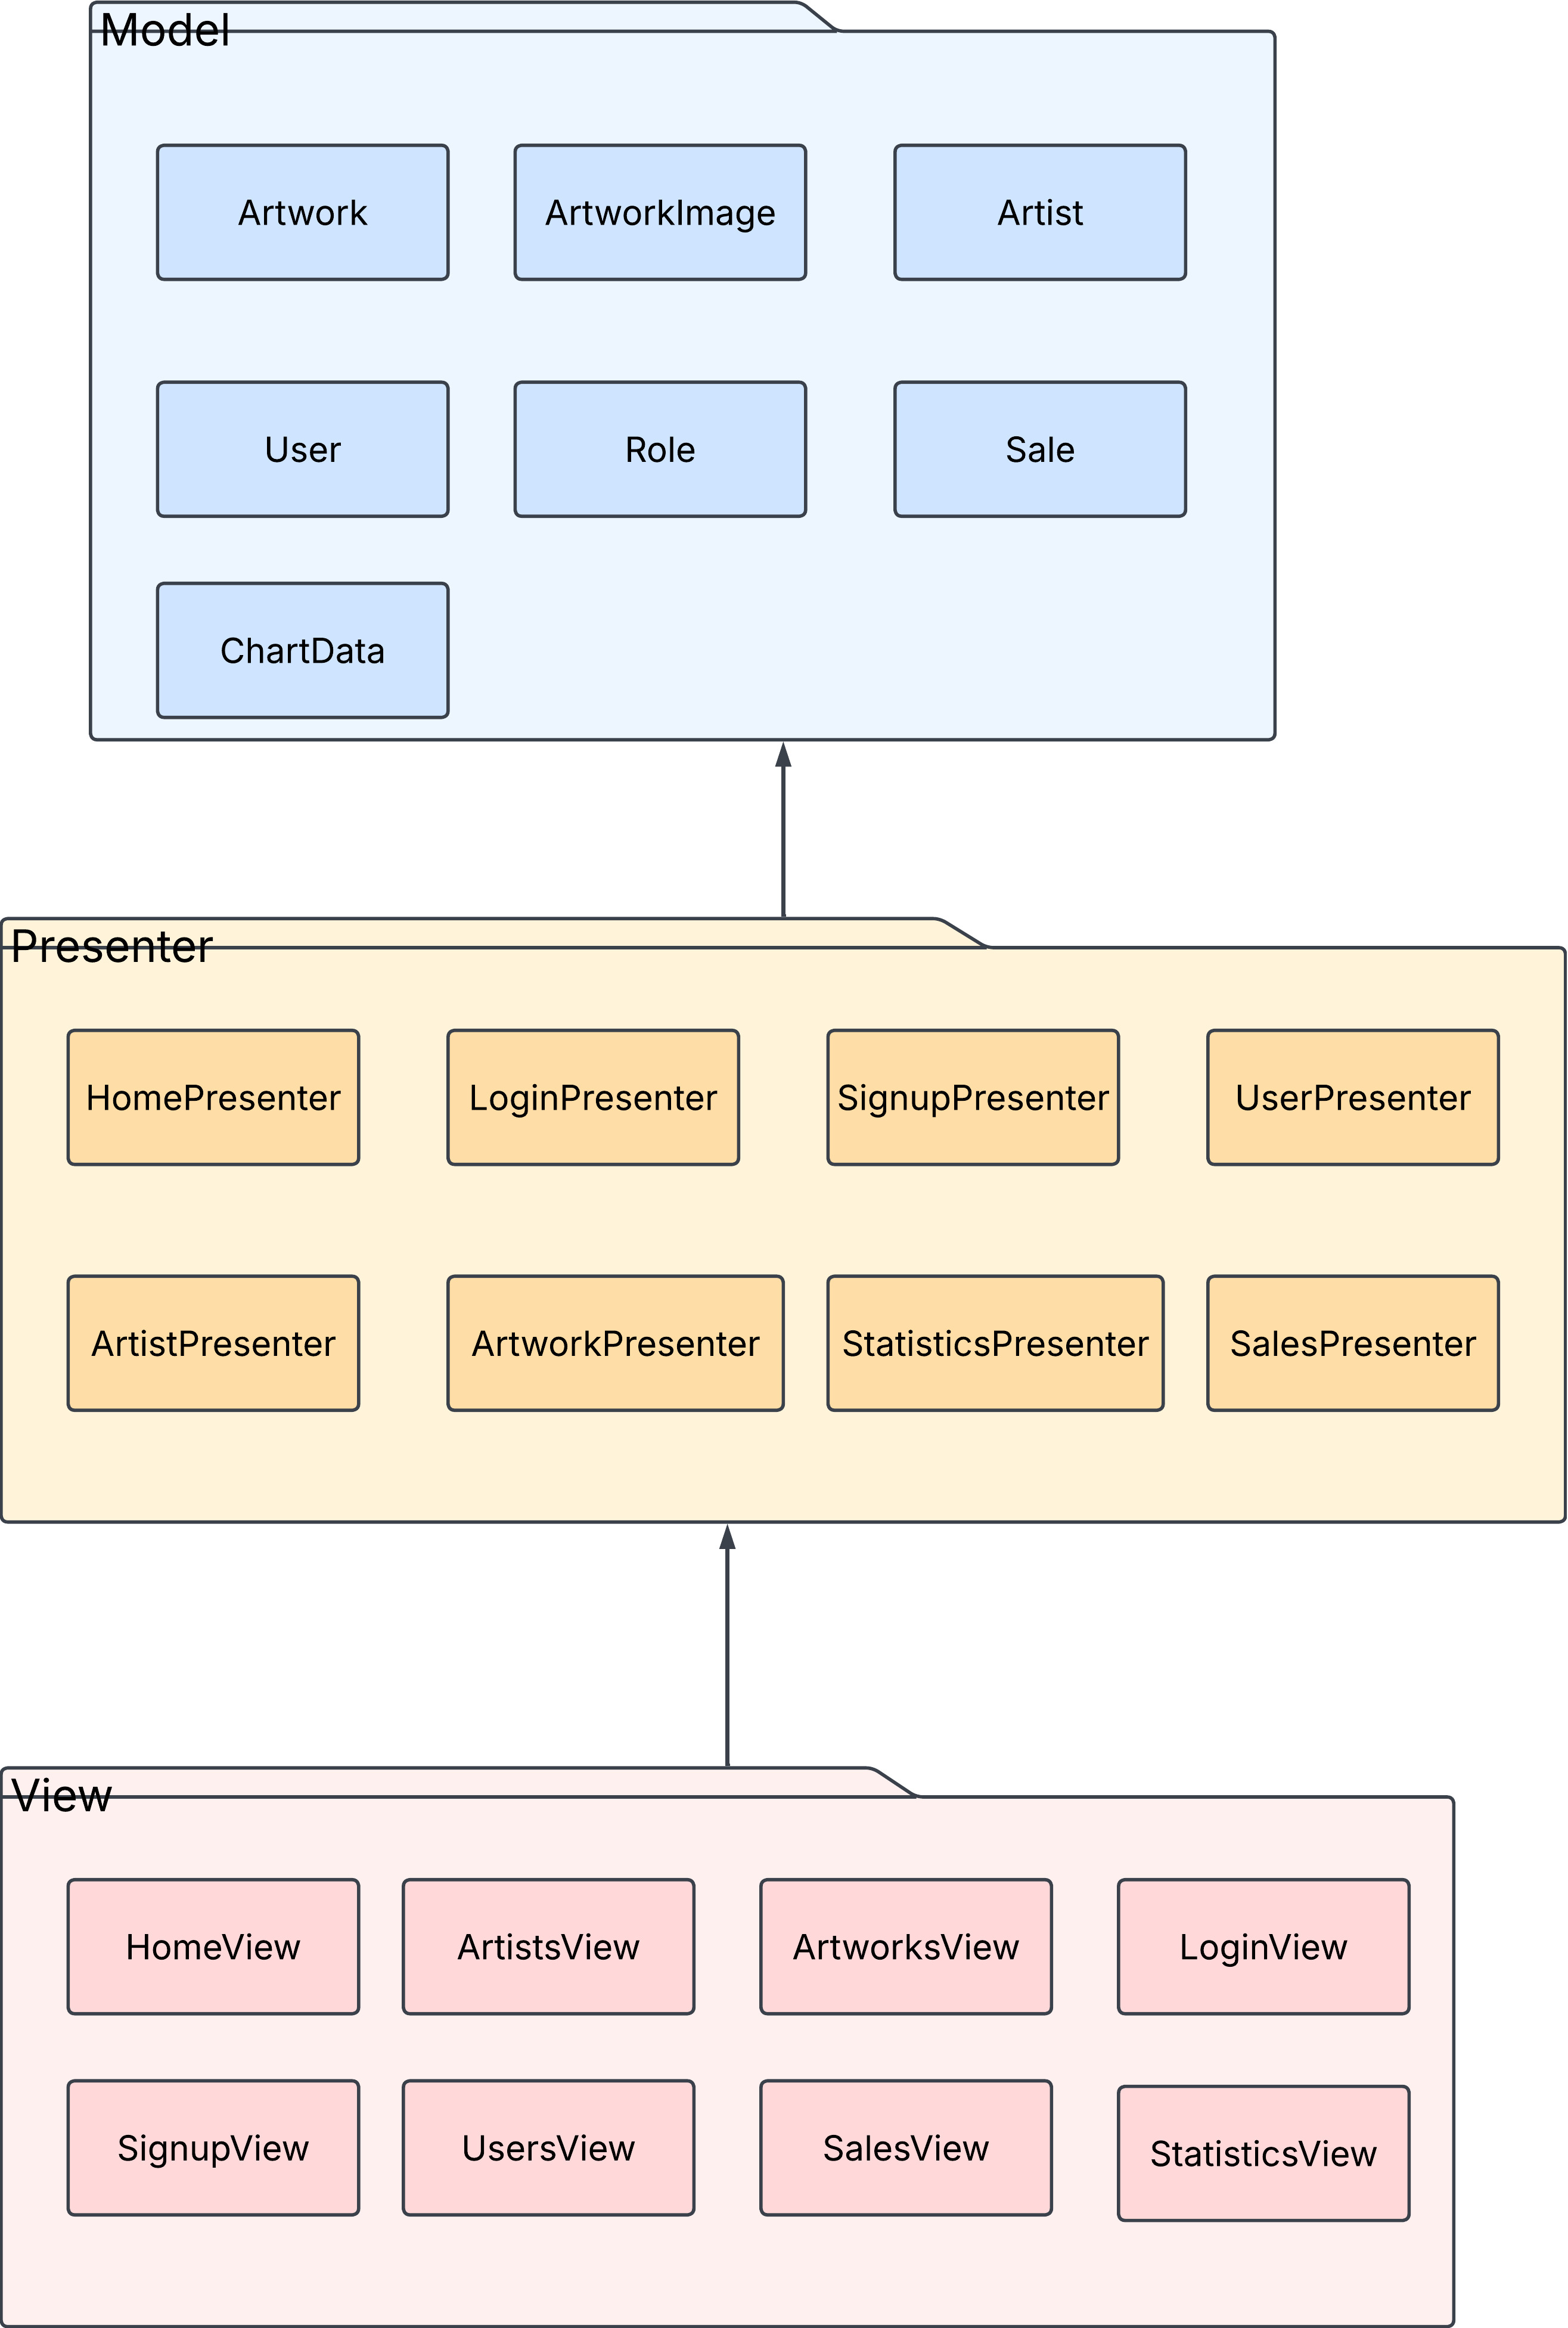 Model
Artwork
ArtworkImage
Artist
User
Role
Sale
ChartData
Presenter
HomePresenter
LoginPresenter
SignupPresenter
UserPresenter
ArtistPresenter
ArtworkPresenter
StatisticsPresenter
SalesPresenter
View
HomeView
ArtistsView
ArtworksView
LoginView
SignupView
UsersView
SalesView
StatisticsView